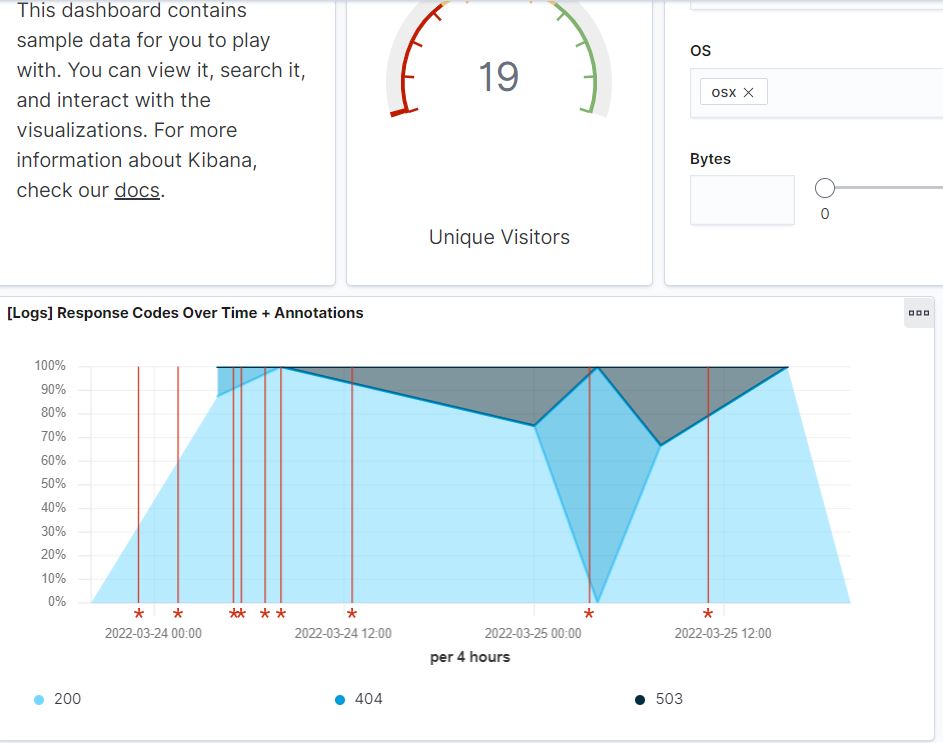 This dashboard contains
sample data for you to play
with. You can view it, search it,
and interact with the
visualizations. For more
information about Kibana,
check our docs.
19
Unique Visitors
OS
osx ×
Bytes
0
[Logs] Response Codes Over Time + Annotations
100%
90%
80%
70%
60%
50%
40%
30%
20%
10%
0%
* * ** * * * * *
2022-03-24 00:00 2022-03-24 12:00 2022-03-25 00:00 2022-03-25 12:00
per 4 hours
200 404 503